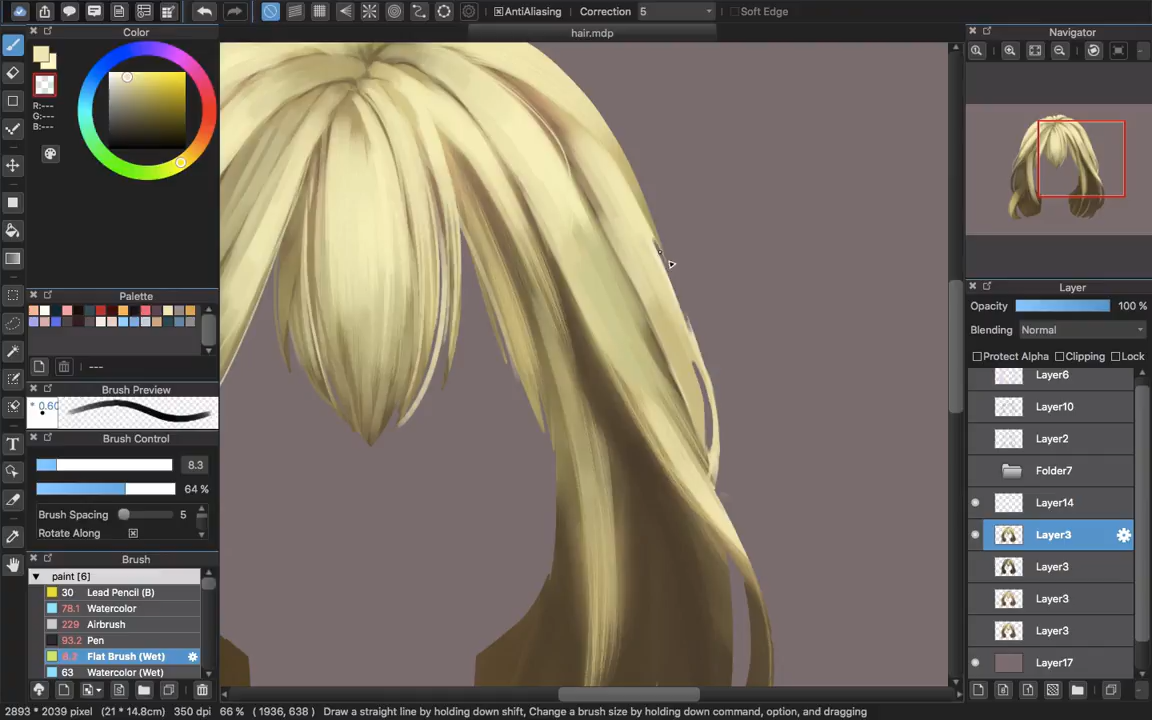 AntiAliasing Correction 5 Soft Edge
hair.mdp
Color
R:---
G:---
B:---
Palette
---
Brush Preview
* 0.60
Brush Control
8.3
64 %
Brush Spacing 5
Rotate Along
Brush
paint [6]
30 Lead Pencil (B)
78.1 Watercolor
229 Airbrush
93.2 Pen
Flat Brush (Wet)
63 Watercolor (Wet)
Navigator
Layer
Opacity 100 %
Blending Normal
Protect Alpha Clipping Lock
Layer6
Layer10
Layer2
Folder7
Layer14
Layer3
Layer3
Layer3
Layer3
Layer17
2893 * 2039 pixel (21 * 14.8cm) 350 dpi 66 % ( 1936, 638 ) Draw a straight line by holding down shift, Change a brush size by holding down command, option, and dragging